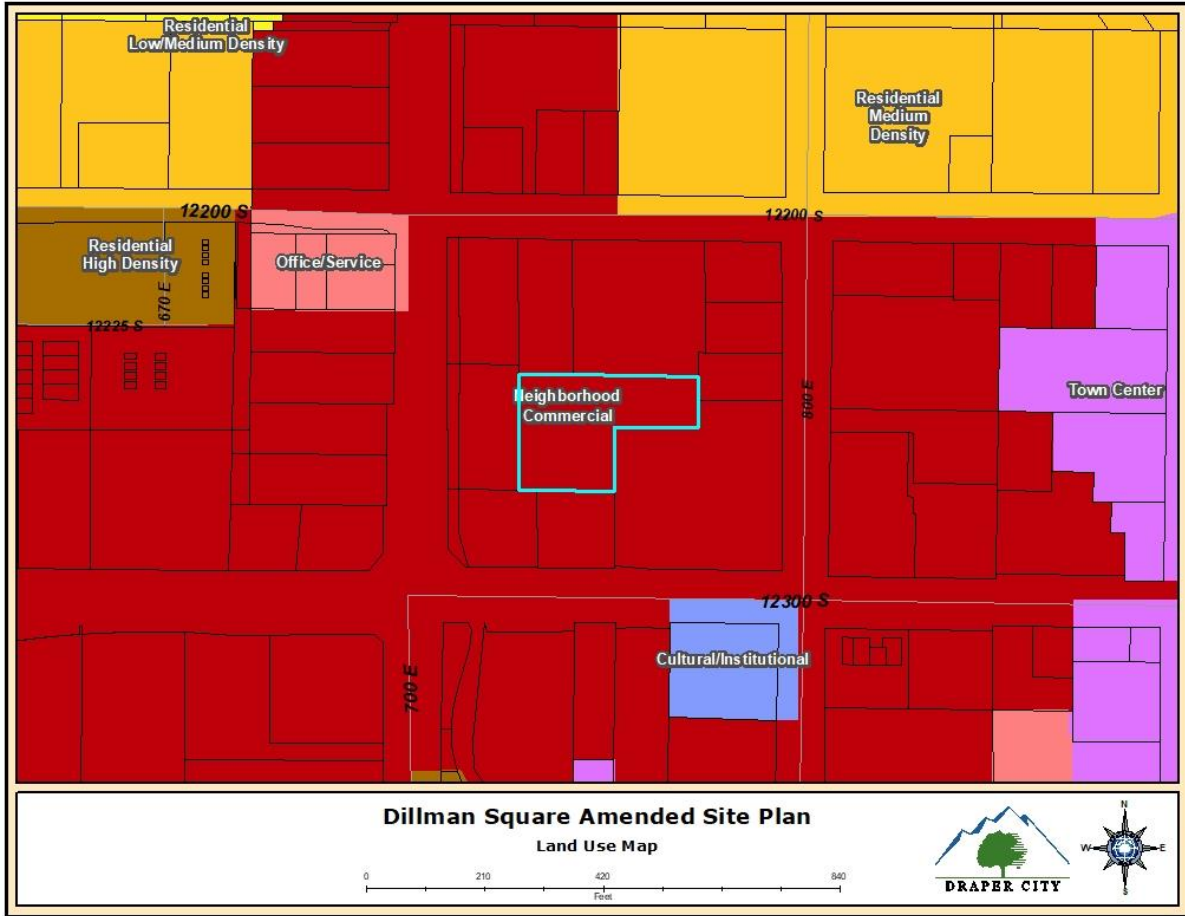 Residential
Low/Medium Density
Residential
Medium
Density
12200 S
12200 S
Residential
High Density
Office/Service
670 E
12225 S
Neighborhood
Commercial
800 E
Town Center
12300 S
Cultural/Institutional
700 E
Dillman Square Amended Site Plan
Land Use Map
0 210 420 840
Feet
DRAPER CITY
N
W E
S